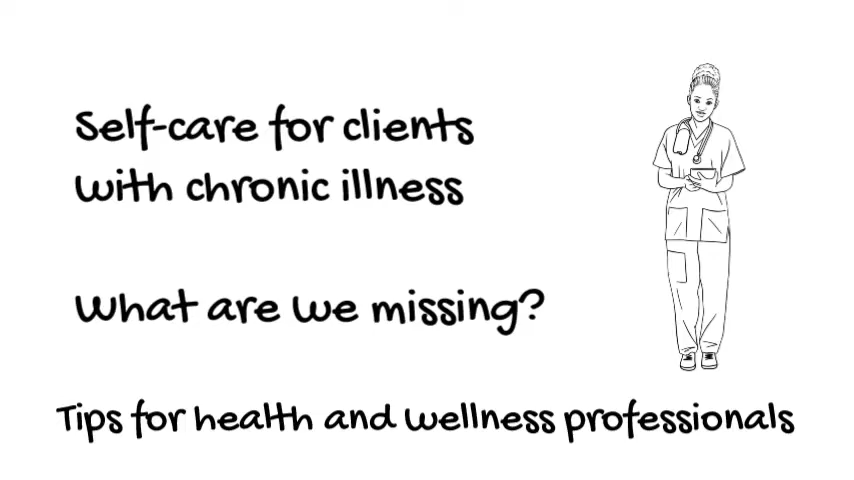 Self-care for clients
with chronic illness
What are we missing?
Tips for health and wellness professionals